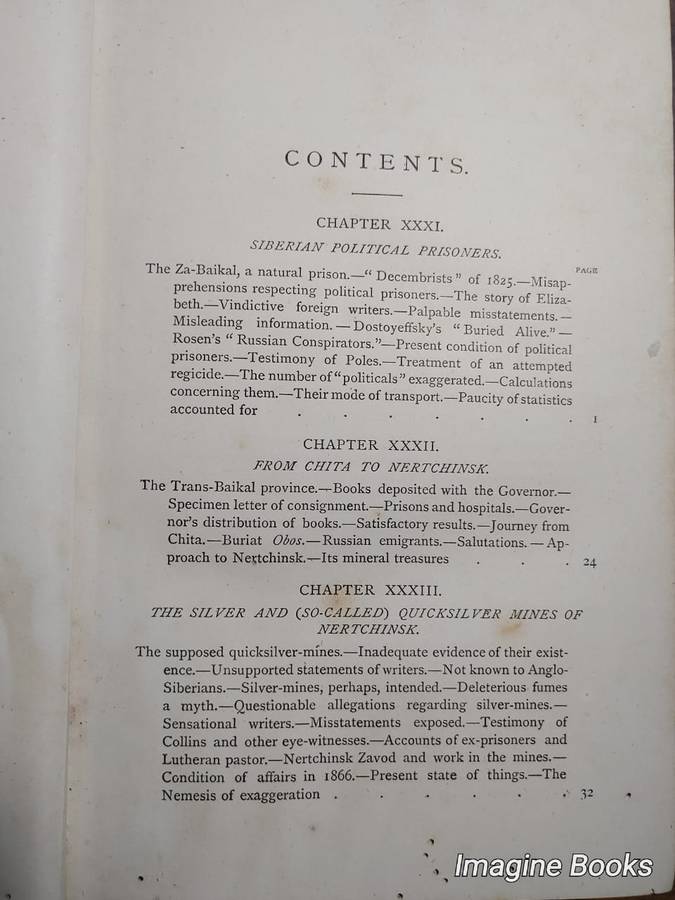 CONTENTS.
CHAPTER XXXI.
SIBERIAN POLITICAL PRISONERS.
PAGE
The Za-Baikal, a natural prison.—“ Decembrists ” of 1825.—Misap-
prehensions respecting political prisoners.—The story of Eliza-
beth.—Vindictive foreign writers.—Palpable misstatements.—
Misleading information.—Dostoyeffsky's “ Buried Alive.”—
Rosen's “ Russian Conspirators.”—Present condition of political
prisoners.—Testimony of Poles.—Treatment of an attempted
regicide.—The number of “politicals” exaggerated.—Calculations
concerning them.—Their mode of transport.—Paucity of statistics
accounted for . . . . . . . 1
CHAPTER XXXII.
FROM CHITA TO NERTCHINSK.
The Trans-Baikal province.—Books deposited with the Governor.—
Specimen letter of consignment.—Prisons and hospitals.—Gover-
nor's distribution of books.—Satisfactory results.—Journey from
Chita.—Buriat Obos.—Russian emigrants.—Salutations.—Ap-
proach to Nertchinsk.—Its mineral treasures . . . 24
CHAPTER XXXIII.
THE SILVER AND (SO-CALLED) QUICKSILVER MINES OF
NERTCHINSK.
The supposed quicksilver-mines.—Inadequate evidence of their exist-
ence.—Unsupported statements of writers.—Not known to Anglo-
Siberians.—Silver-mines, perhaps, intended.—Deleterious fumes
a myth.—Questionable allegations regarding silver-mines.—
Sensational writers.—Misstatements exposed.—Testimony of
Collins and other eye-witnesses.—Accounts of ex-prisoners and
Lutheran pastor.—Nertchinsk Zavod and work in the mines.—
Condition of affairs in 1866.—Present state of things.—The
Nemesis of exaggeration . . . . . . 32
Imagine Books